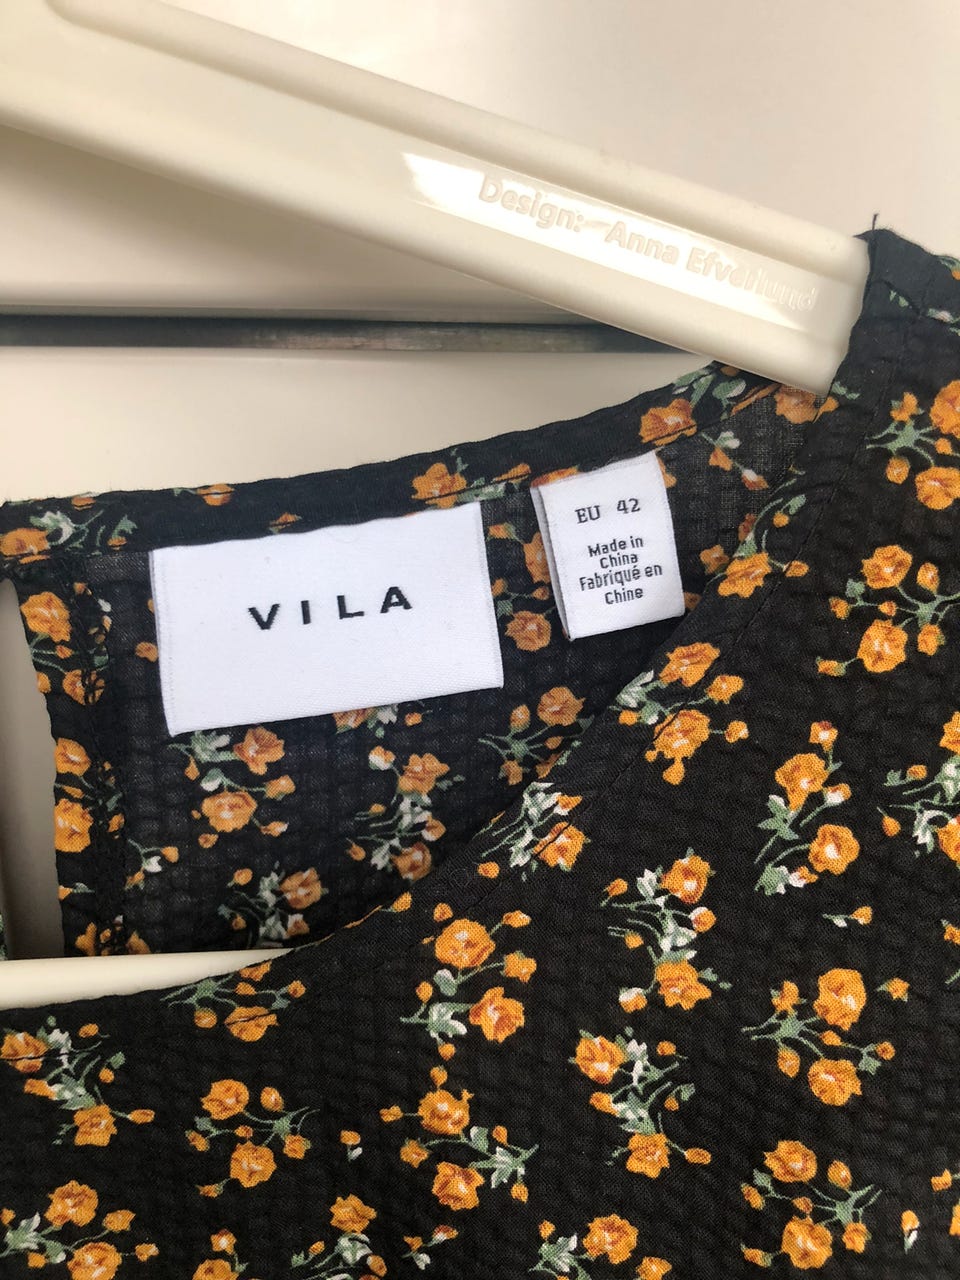 Design: Anna Efverlund
VILA
EU 42
Made in
China
Fabriqué en
Chine